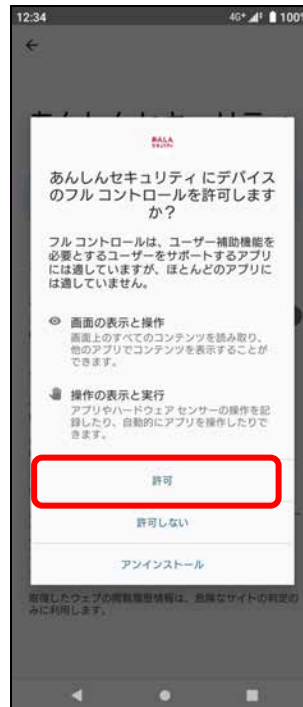 12:34 4G+ 100%
あんしんセキュリティ
あんしんセキュリティ にデバイス
のフル コントロールを許可します
か?
フル コントロールは、ユーザー補助機能を
必要とするユーザーをサポートするアプリ
には適していますが、ほとんどのアプリに
は適していません。
画面の表示と操作
画面上のすべてのコンテンツを読み取り、
他のアプリでコンテンツを表示することが
できます。
操作の表示と実行
アプリやハードウェア センサーの操作を記
録したり、自動的にアプリを操作したりで
きます。
許可
許可しない
アンインストール
取得したウェブの閲覧履歴情報は、危険なサイトの判定の
みに利用します。